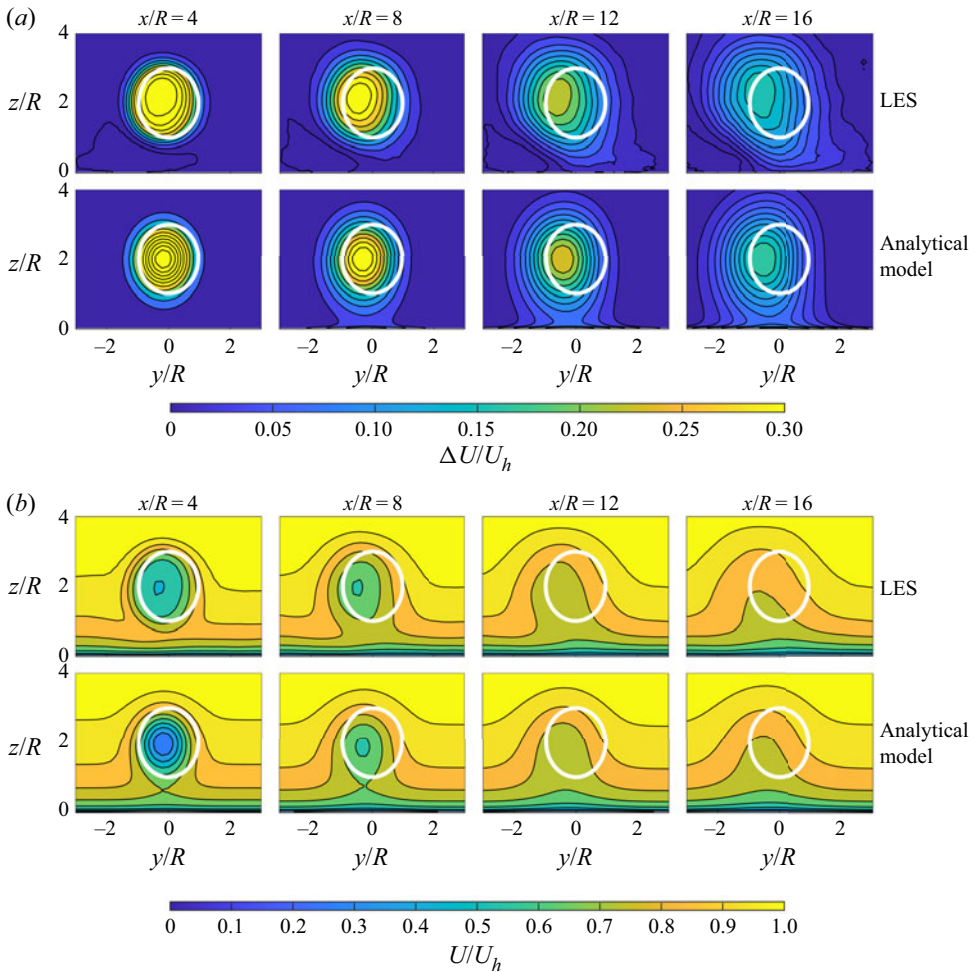 (a) x/R = 4 x/R = 8 x/R = 12 x/R = 16
4
z/R 2 LES
0
4
z/R 2 Analytical model
0
–2 0 2 –2 0 2 –2 0 2 –2 0 2
y/R y/R y/R y/R
0 0.05 0.10 0.15 0.20 0.25 0.30
ΔU/U_h
(b) x/R = 4 x/R = 8 x/R = 12 x/R = 16
4
z/R 2 LES
0
4
z/R 2 Analytical model
0
–2 0 2 –2 0 2 –2 0 2 –2 0 2
y/R y/R y/R y/R
0 0.1 0.2 0.3 0.4 0.5 0.6 0.7 0.8 0.9 1.0
U/U_h